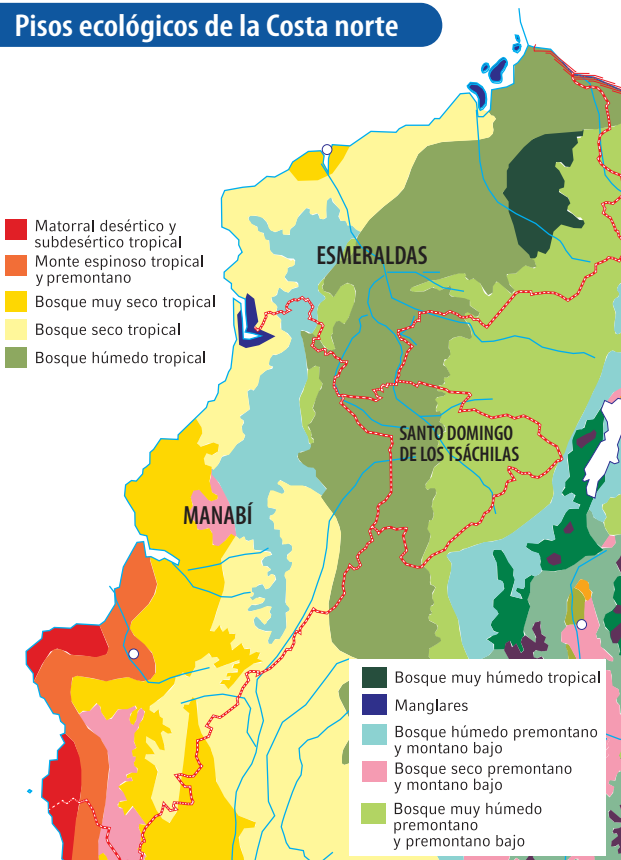 Pisos ecológicos de la Costa norte
Matorral desértico y
subdesértico tropical
Monte espinoso tropical
y premontano
Bosque muy seco tropical
Bosque seco tropical
Bosque húmedo tropical
ESMERALDAS
SANTO DOMINGO
DE LOS TSÁCHILAS
MANABÍ
Bosque muy húmedo tropical
Manglares
Bosque húmedo premontano
y montano bajo
Bosque seco premontano
y montano bajo
Bosque muy húmedo
premontano
y premontano bajo